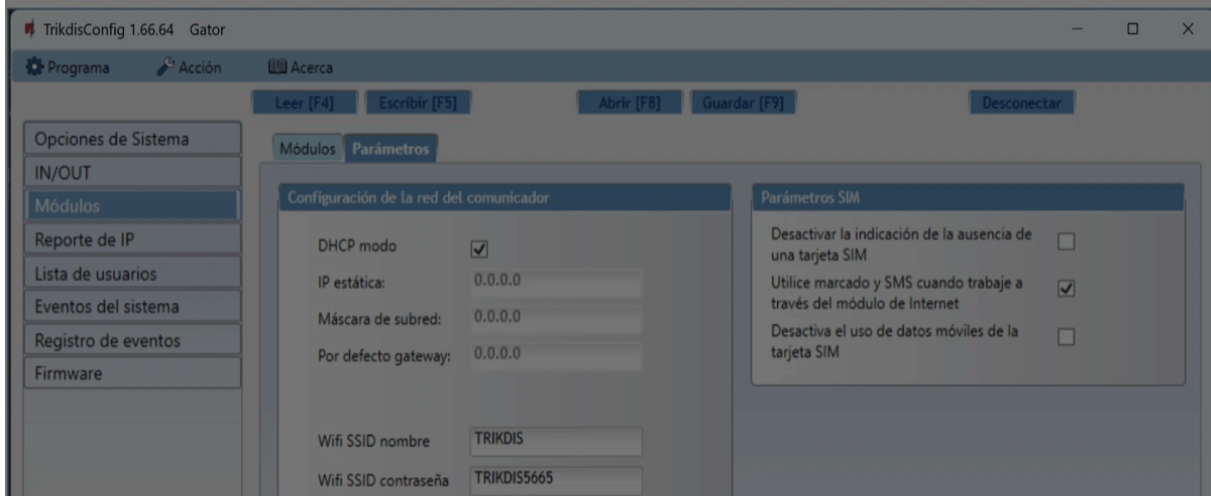 TrikdisConfig 1.66.64 Gator
Programa Acción Acerca
Leer [F4] Escribir [F5] Abrir [F8] Guardar [F9] Desconectar
Opciones de Sistema
IN/OUT
Módulos
Reporte de IP
Lista de usuarios
Eventos del sistema
Registro de eventos
Firmware
Módulos Parámetros
Configuración de la red del comunicador
DHCP modo
IP estática: 0.0.0.0
Máscara de subred: 0.0.0.0
Por defecto gateway: 0.0.0.0
Wifi SSID nombre TRIKDIS
Wifi SSID contraseña TRIKDIS5665
Parámetros SIM
Desactivar la indicación de la ausencia de
una tarjeta SIM
Utilice marcado y SMS cuando trabaje a
través del módulo de Internet
Desactiva el uso de datos móviles de la
tarjeta SIM